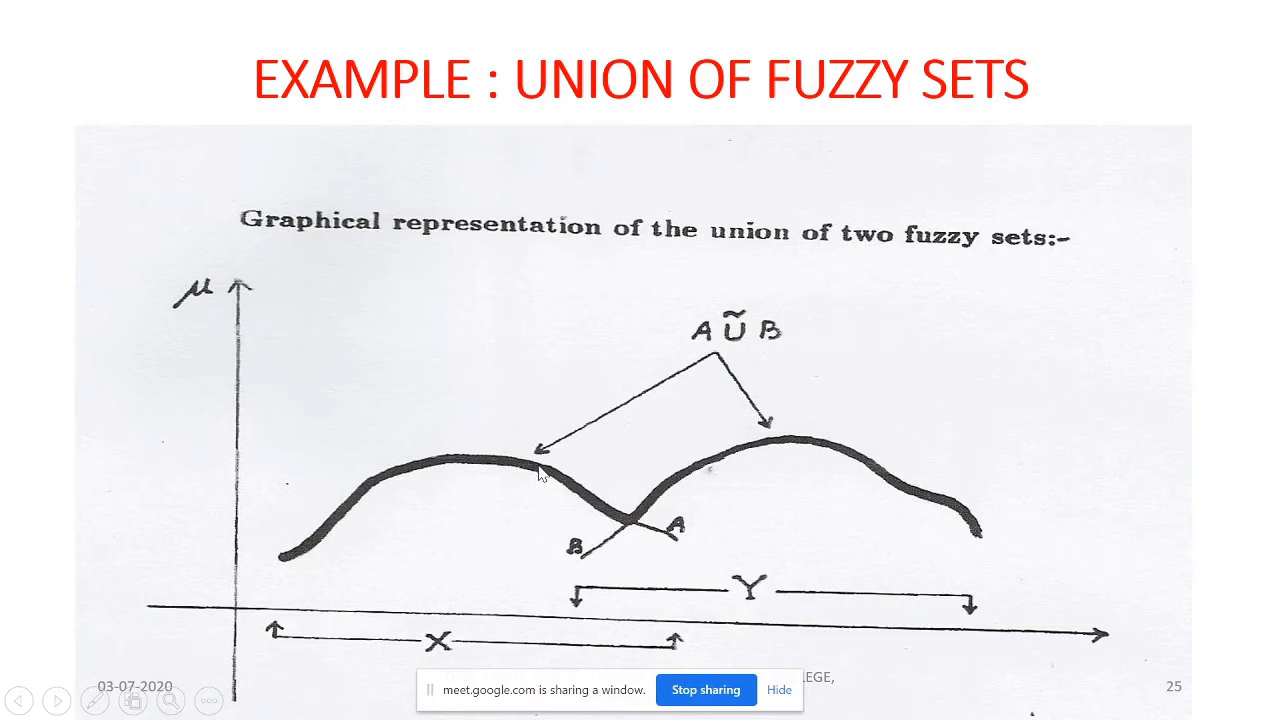 EXAMPLE : UNION OF FUZZY SETS
Graphical representation of the union of two fuzzy sets:-
μ
A Ũ B
A
B
Y
X
03-07-2020
LEGE,
25
meet.google.com is sharing a window.
Stop sharing
Hide